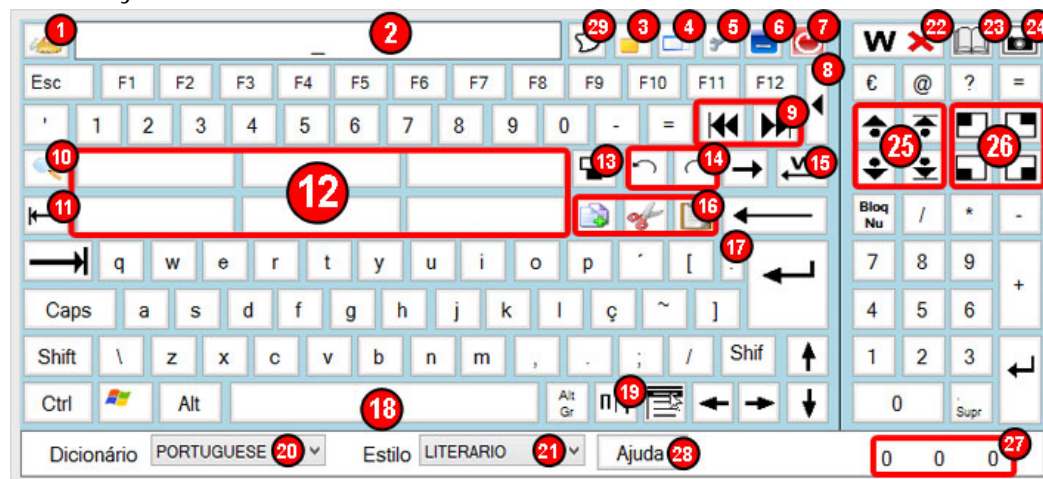 1 _ 2 29 3 4 5 6 7 W 22 23 24
Esc F1 F2 F3 F4 F5 F6 F7 F8 F9 F10 F11 F12 8 € @ ? =
' 1 2 3 4 5 6 7 8 9 0 - = 9 25 26
10 12 13 14 15
11 16 Bloq Nu / * -
q w e r t y u i o p ´ [ 17 7 8 9 +
Caps a s d f g h j k l ç ~ ] 4 5 6
Shift \ z x c v b n m , . ; / Shif 1 2 3
Ctrl Alt 18 Alt Gr 19 0 . Supr
Dicionário PORTUGUESE 20 Estilo LITERARIO 21 Ajuda 28 0 0 0 27